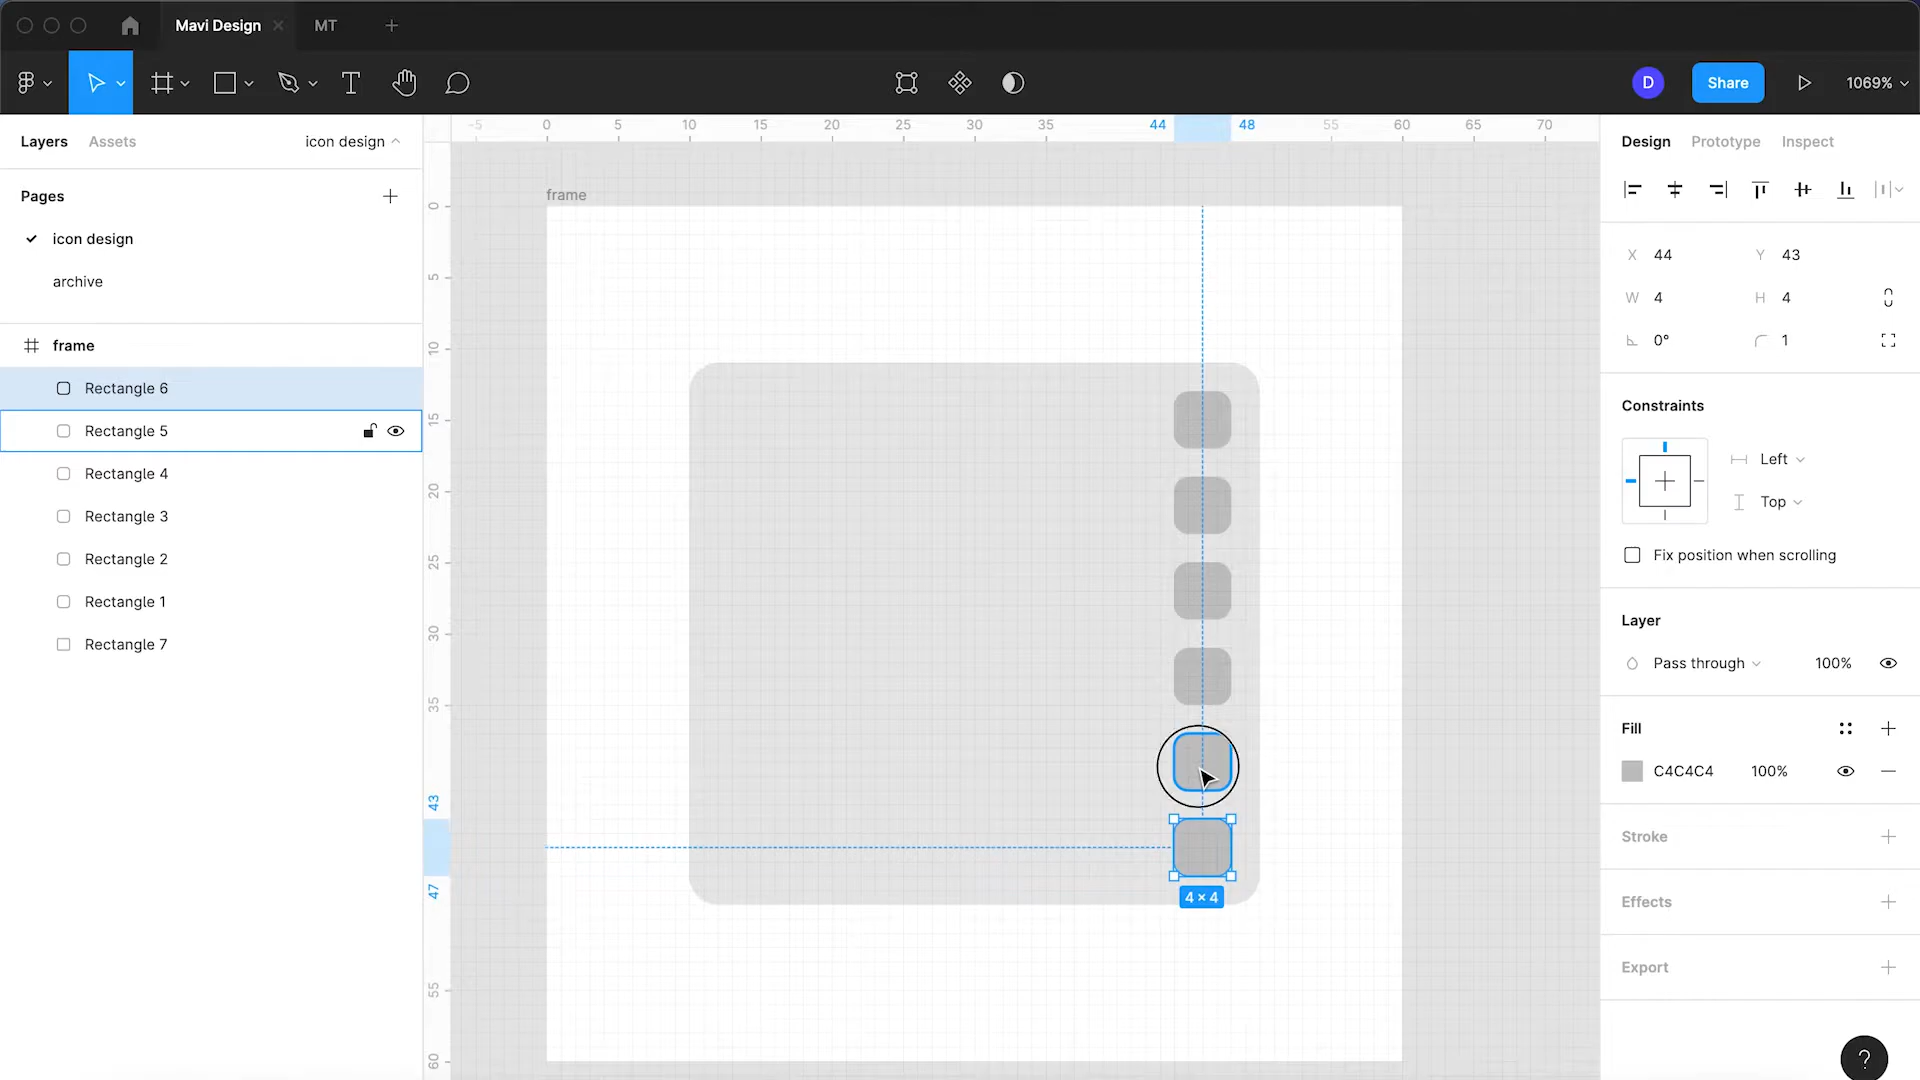 Mavi Design
MT
D
Share
1069%
Layers
Assets
icon design
-5
0
5
10
15
20
25
30
35
44
48
55
60
65
70
Design
Prototype
Inspect
Pages
icon design
archive
frame
Rectangle 6
Rectangle 5
Rectangle 4
Rectangle 3
Rectangle 2
Rectangle 1
Rectangle 7
0
5
10
15
20
25
30
35
43
47
55
60
frame
4 × 4
X 44
Y 43
W 4
H 4
0°
1
Constraints
Left
Top
Fix position when scrolling
Layer
Pass through
100%
Fill
C4C4C4
100%
Stroke
Effects
Export
?